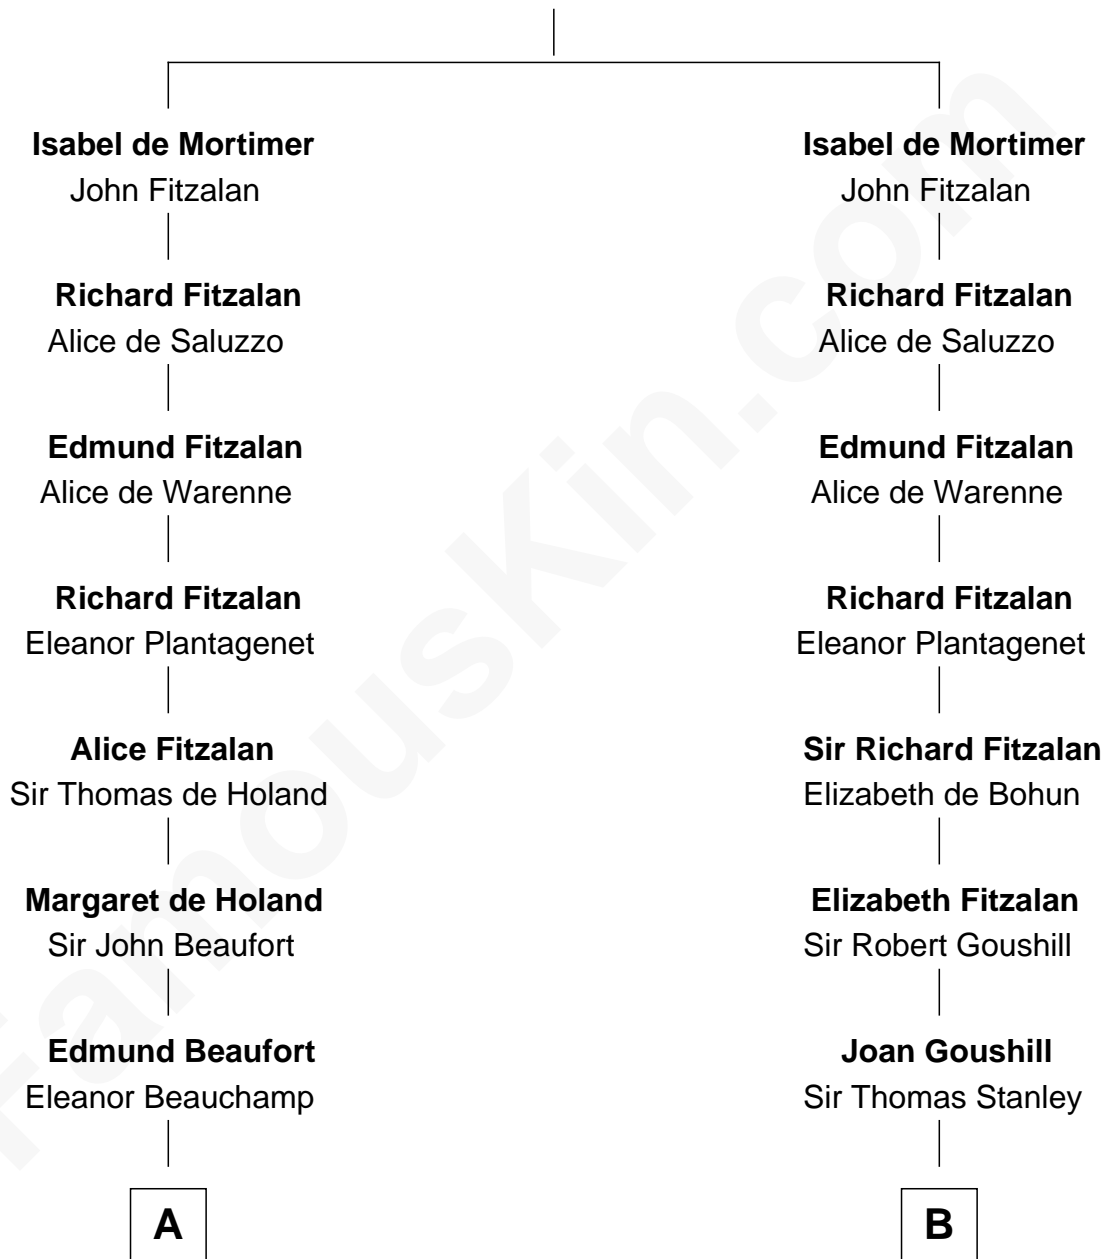 Isabel de Mortimer
John Fitzalan
Richard Fitzalan
Alice de Saluzzo
Edmund Fitzalan
Alice de Warenne
Richard Fitzalan
Eleanor Plantagenet
Alice Fitzalan
Sir Thomas de Holand
Margaret de Holand
Sir John Beaufort
Edmund Beaufort
Eleanor Beauchamp
A
Isabel de Mortimer
John Fitzalan
Richard Fitzalan
Alice de Saluzzo
Edmund Fitzalan
Alice de Warenne
Richard Fitzalan
Eleanor Plantagenet
Sir Richard Fitzalan
Elizabeth de Bohun
Elizabeth Fitzalan
Sir Robert Goushill
Joan Goushill
Sir Thomas Stanley
B
FamousKin.com